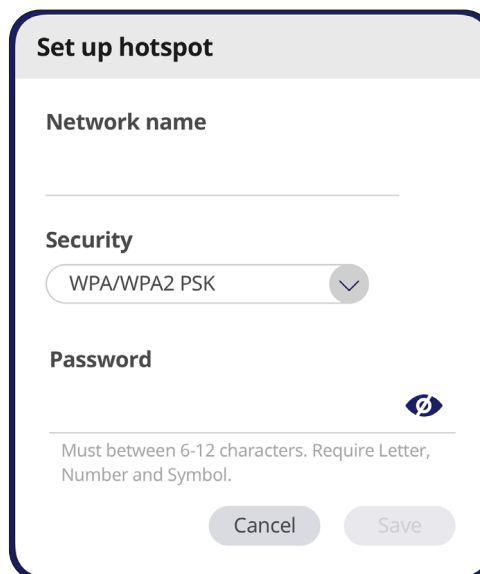 Set up hotspot
Network name
Security
WPA/WPA2 PSK
Password
Must between 6-12 characters. Require Letter,
Number and Symbol.
Cancel Save